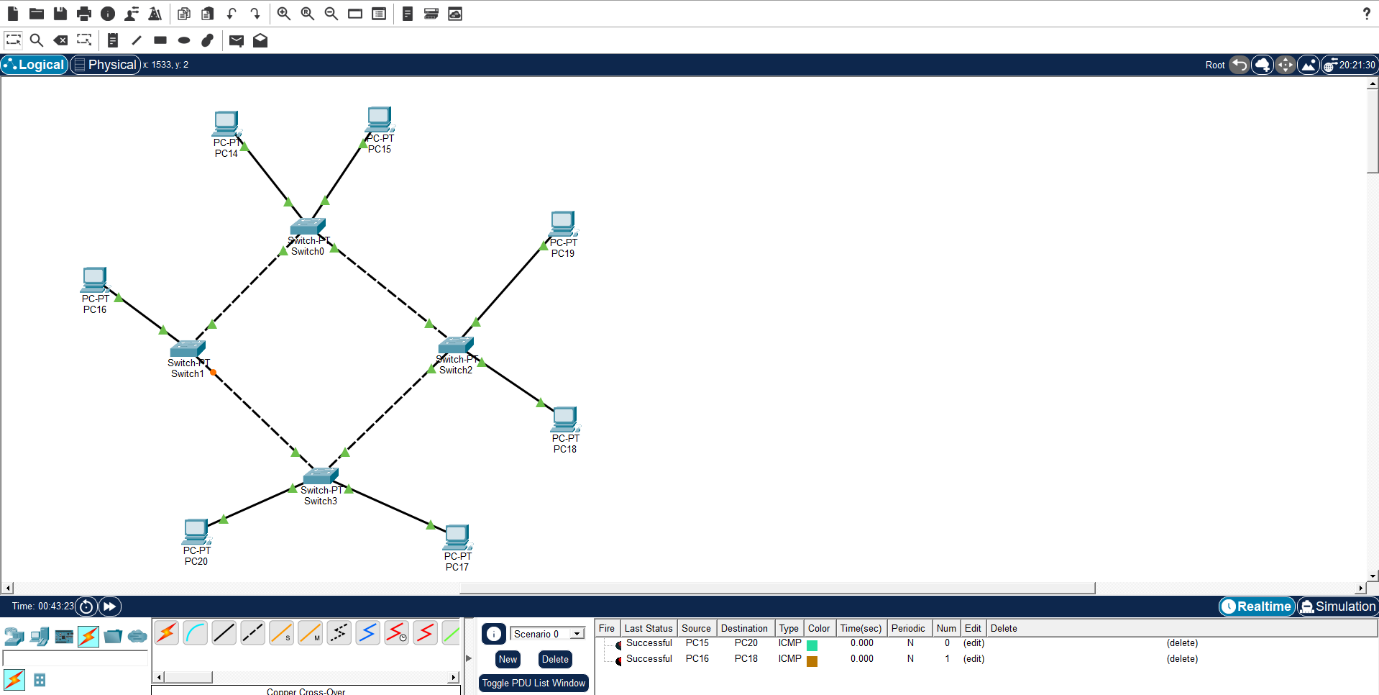 ?
Logical Physical x: 1533, y: 2 Root 20:21:30
PC-PT
PC14
PC-PT
PC15
Switch-PT
Switch0
PC-PT
PC19
PC-PT
PC16
Switch-PT
Switch1
Switch-PT
Switch2
PC-PT
PC18
Switch-PT
Switch3
PC-PT
PC20
PC-PT
PC17
Time: 00:43:23 Realtime Simulation
S M
Copper Cross-Over
Scenario 0
New Delete
Toggle PDU List Window
Fire Last Status Source Destination Type Color Time(sec) Periodic Num Edit Delete
Successful PC15 PC20 ICMP 0.000 N 0 (edit) (delete)
Successful PC16 PC18 ICMP 0.000 N 1 (edit) (delete)